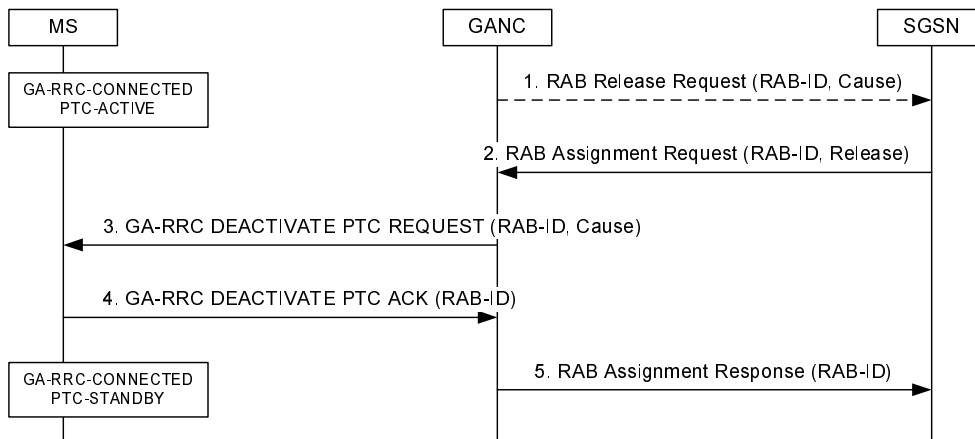 MS
GANC
SGSN
GA-RRC-CONNECTED
PTC-ACTIVE
1. RAB Release Request (RAB-ID, Cause)
2. RAB Assignment Request (RAB-ID, Release)
3. GA-RRC DEACTIVATE PTC REQUEST (RAB-ID, Cause)
4. GA-RRC DEACTIVATE PTC ACK (RAB-ID)
GA-RRC-CONNECTED
PTC-STANDBY
5. RAB Assignment Response (RAB-ID)